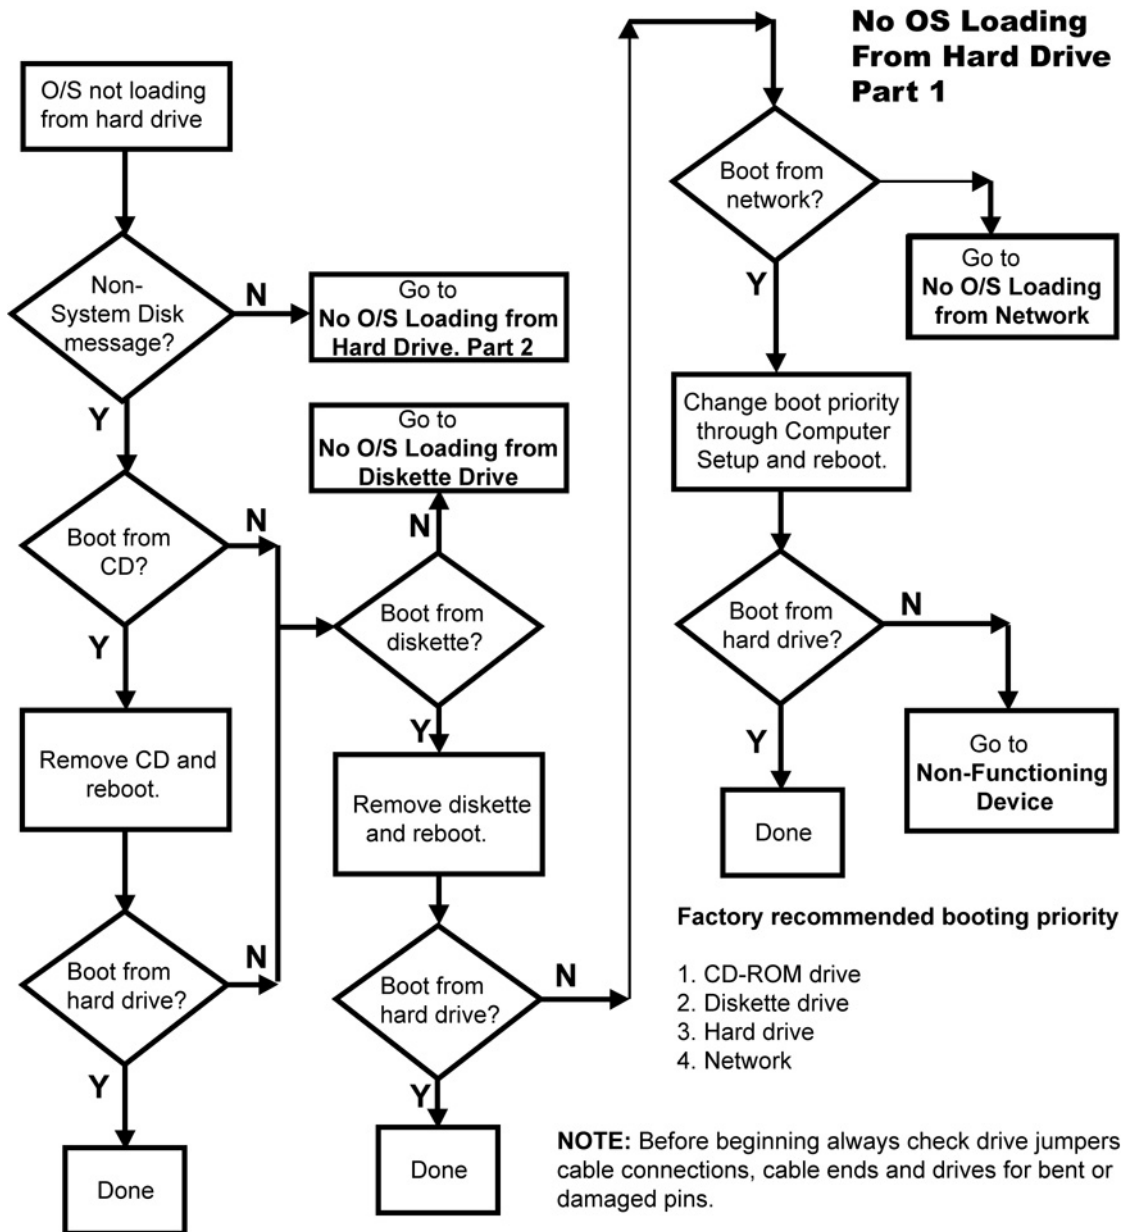 No OS Loading
From Hard Drive
Part 1
O/S not loading
from hard drive
Non-
System Disk
message?
N
Go to
No O/S Loading from
Hard Drive. Part 2
Y
Boot from
CD?
N
Y
Remove CD and
reboot.
Boot from
hard drive?
N
Y
Done
Go to
No O/S Loading from
Diskette Drive
N
Boot from
diskette?
Y
Remove diskette
and reboot.
Boot from
hard drive?
N
Y
Done
Boot from
network?
Go to
No O/S Loading
from Network
Y
Change boot priority
through Computer
Setup and reboot.
Boot from
hard drive?
N
Go to
Non-Functioning
Device
Y
Done
Factory recommended booting priority
1. CD-ROM drive
2. Diskette drive
3. Hard drive
4. Network
NOTE: Before beginning always check drive jumpers
cable connections, cable ends and drives for bent or
damaged pins.